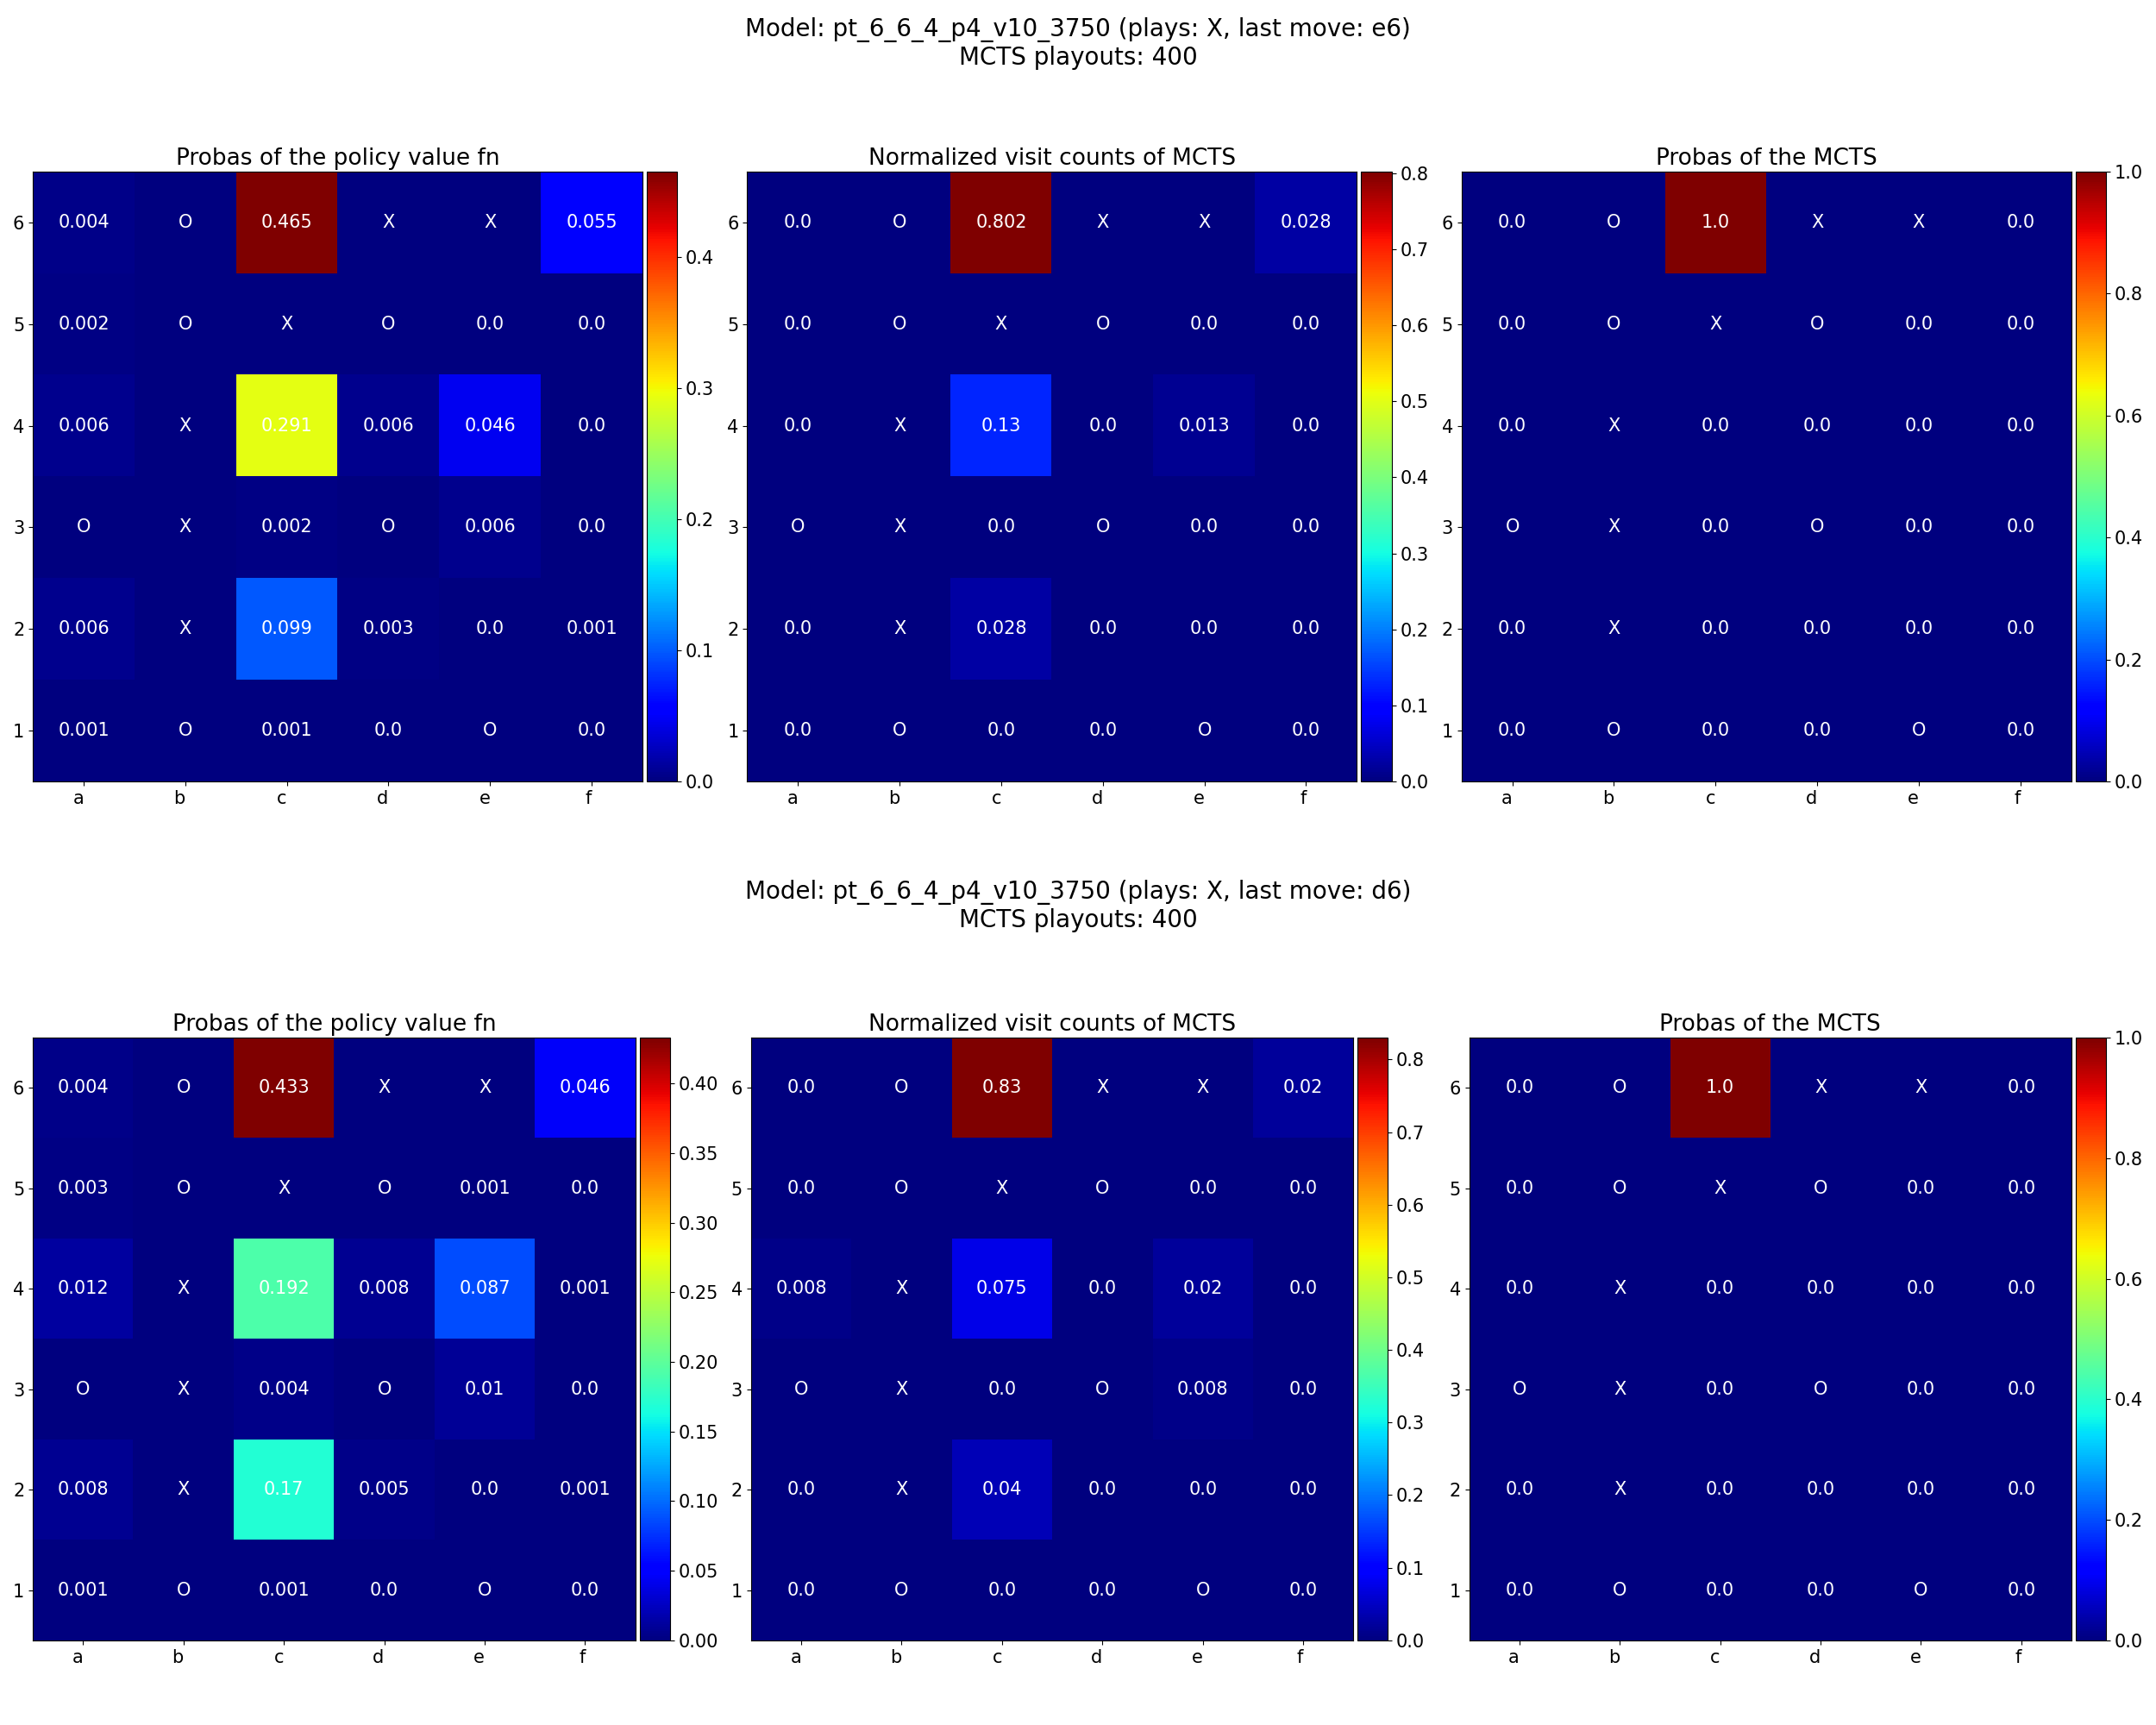 Model: pt_6_6_4_p4_v10_3750 (plays: X, last move: e6)
MCTS playouts: 400
Probas of the policy value fn
6 0.004 O 0.465 X X 0.055
5 0.002 O X O 0.0 0.0
4 0.006 X 0.291 0.006 0.046 0.0
3 O X 0.002 O 0.006 0.0
2 0.006 X 0.099 0.003 0.0 0.001
1 0.001 O 0.001 0.0 O 0.0
a b c d e f
0.4
0.3
0.2
0.1
0.0
Normalized visit counts of MCTS
6 0.0 O 0.802 X X 0.028
5 0.0 O X O 0.0 0.0
4 0.0 X 0.13 0.0 0.013 0.0
3 O X 0.0 O 0.0 0.0
2 0.0 X 0.028 0.0 0.0 0.0
1 0.0 O 0.0 0.0 O 0.0
a b c d e f
0.8
0.7
0.6
0.5
0.4
0.3
0.2
0.1
0.0
Probas of the MCTS
6 0.0 O 1.0 X X 0.0
5 0.0 O X O 0.0 0.0
4 0.0 X 0.0 0.0 0.0 0.0
3 O X 0.0 O 0.0 0.0
2 0.0 X 0.0 0.0 0.0 0.0
1 0.0 O 0.0 0.0 O 0.0
a b c d e f
1.0
0.8
0.6
0.4
0.2
0.0
Model: pt_6_6_4_p4_v10_3750 (plays: X, last move: d6)
MCTS playouts: 400
Probas of the policy value fn
6 0.004 O 0.433 X X 0.046
5 0.003 O X O 0.001 0.0
4 0.012 X 0.192 0.008 0.087 0.001
3 O X 0.004 O 0.01 0.0
2 0.008 X 0.17 0.005 0.0 0.001
1 0.001 O 0.001 0.0 O 0.0
a b c d e f
0.40
0.35
0.30
0.25
0.20
0.15
0.10
0.05
0.00
Normalized visit counts of MCTS
6 0.0 O 0.83 X X 0.02
5 0.0 O X O 0.0 0.0
4 0.008 X 0.075 0.0 0.02 0.0
3 O X 0.0 O 0.008 0.0
2 0.0 X 0.04 0.0 0.0 0.0
1 0.0 O 0.0 0.0 O 0.0
a b c d e f
0.8
0.7
0.6
0.5
0.4
0.3
0.2
0.1
0.0
Probas of the MCTS
6 0.0 O 1.0 X X 0.0
5 0.0 O X O 0.0 0.0
4 0.0 X 0.0 0.0 0.0 0.0
3 O X 0.0 O 0.0 0.0
2 0.0 X 0.0 0.0 0.0 0.0
1 0.0 O 0.0 0.0 O 0.0
a b c d e f
1.0
0.8
0.6
0.4
0.2
0.0